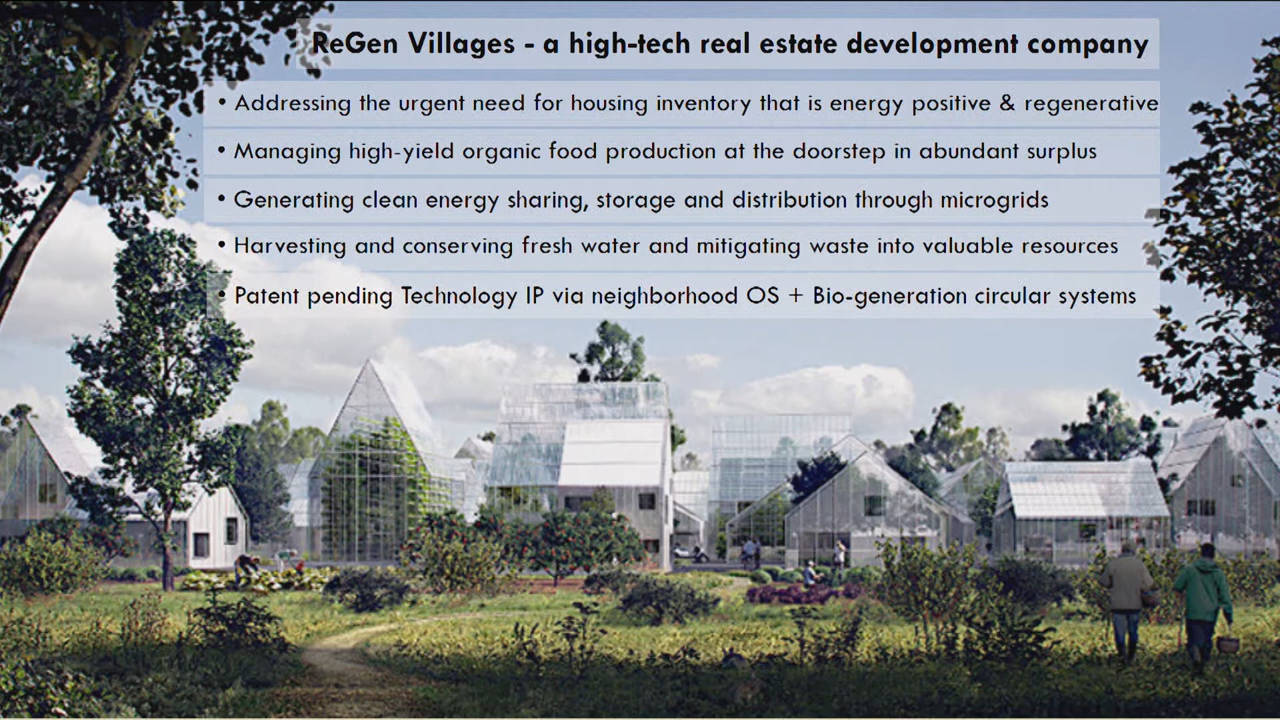 ReGen Villages - a high-tech real estate development company
• Addressing the urgent need for housing inventory that is energy positive & regenerative
• Managing high-yield organic food production at the doorstep in abundant surplus
• Generating clean energy sharing, storage and distribution through microgrids
• Harvesting and conserving fresh water and mitigating waste into valuable resources
• Patent pending Technology IP via neighborhood OS + Bio-generation circular systems